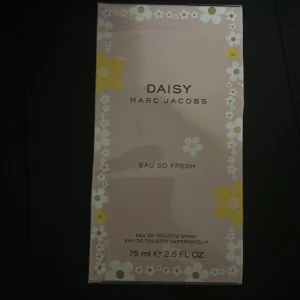 DAISY
MARC JACOBS
EAU SO FRESH
EAU DE TOILETTE SPRAY
EAU DE TOILETTE VAPORISATEUR
75 ml ℮ 2.5 FL OZ